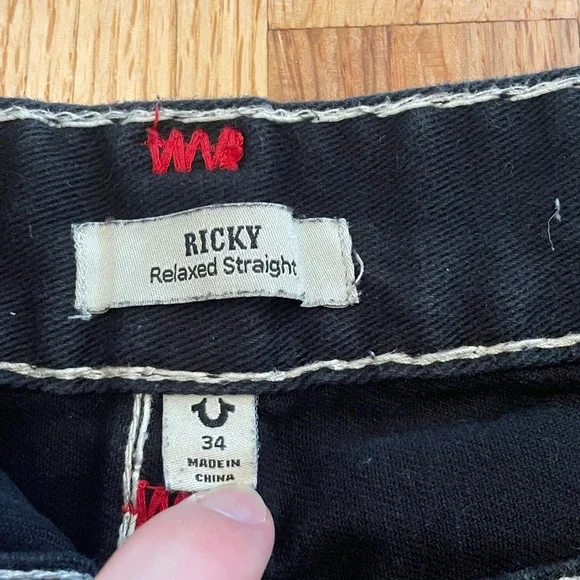 RICKY
Relaxed Straight
34
MADE IN
CHINA